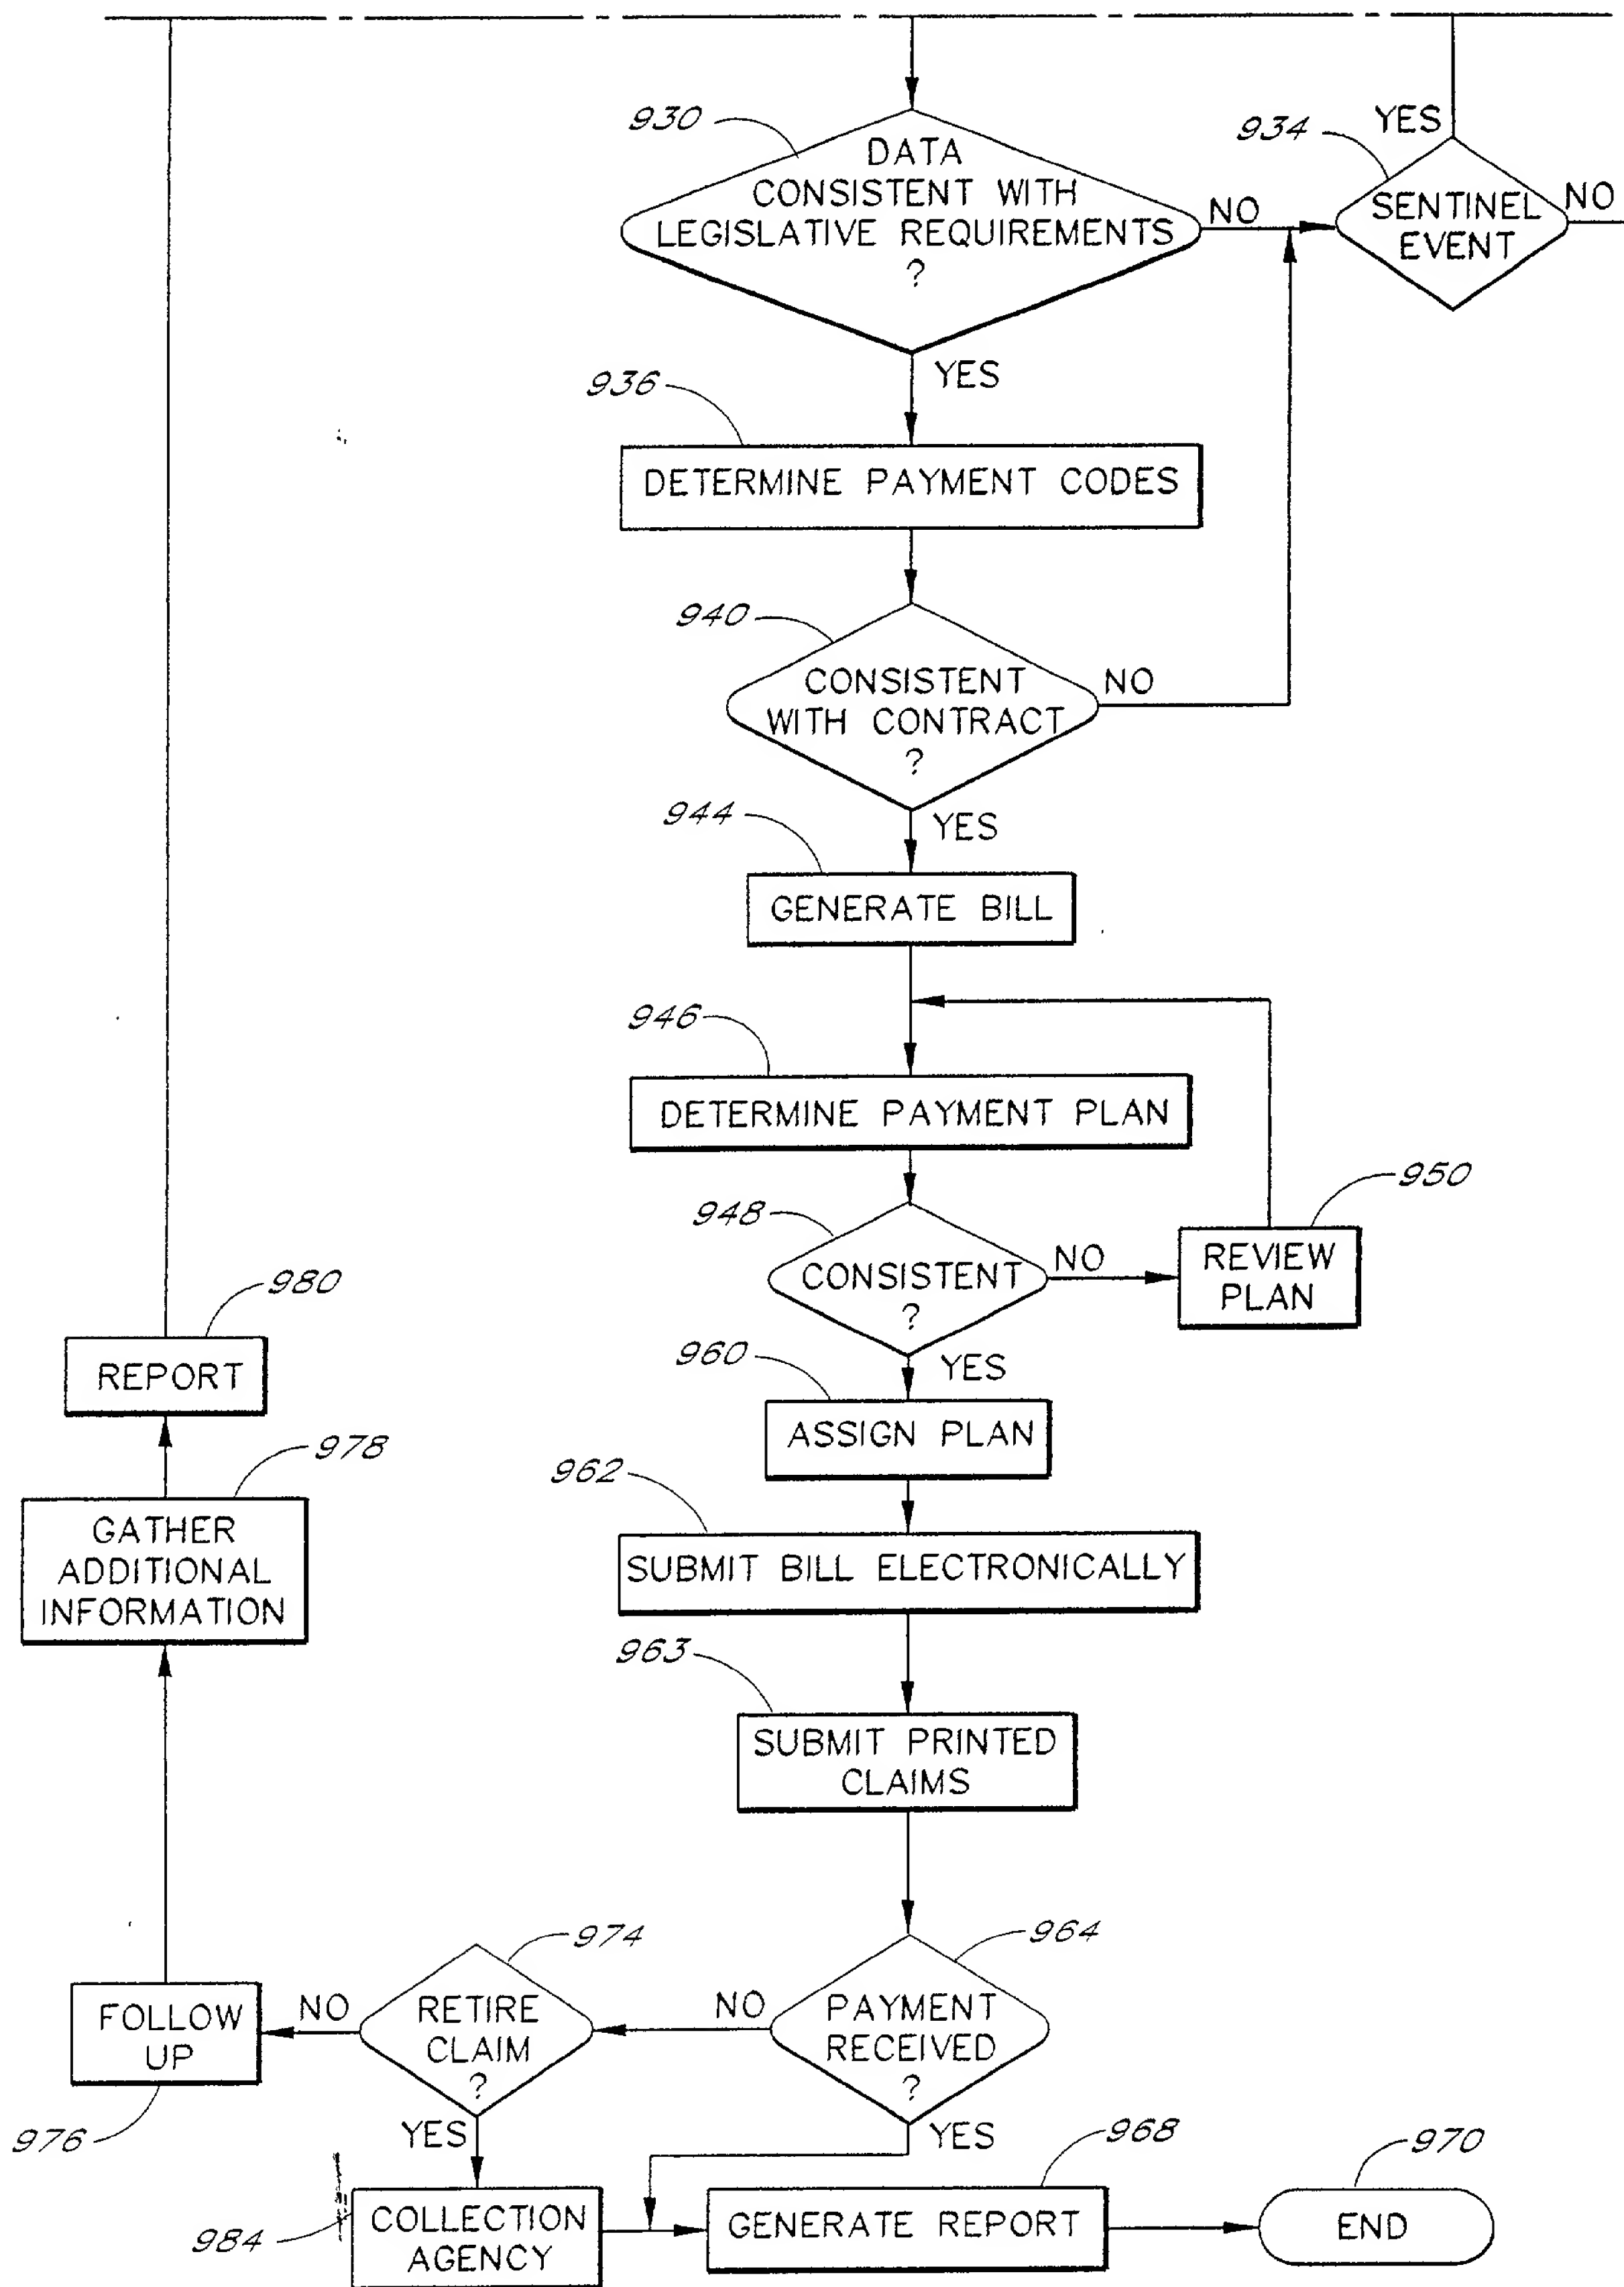 930
DATA
CONSISTENT WITH
LEGISLATIVE REQUIREMENTS
?
NO
934
YES
SENTINEL
EVENT
NO
YES
936
DETERMINE PAYMENT CODES
940
CONSISTENT
WITH CONTRACT
?
NO
YES
944
GENERATE BILL
946
DETERMINE PAYMENT PLAN
948
CONSISTENT
?
NO
950
REVIEW
PLAN
YES
960
ASSIGN PLAN
962
SUBMIT BILL ELECTRONICALLY
963
SUBMIT PRINTED
CLAIMS
964
PAYMENT
RECEIVED
?
NO
YES
974
RETIRE
CLAIM
?
NO
YES
FOLLOW
UP
976
978
GATHER
ADDITIONAL
INFORMATION
980
REPORT
984
COLLECTION
AGENCY
968
GENERATE REPORT
970
END